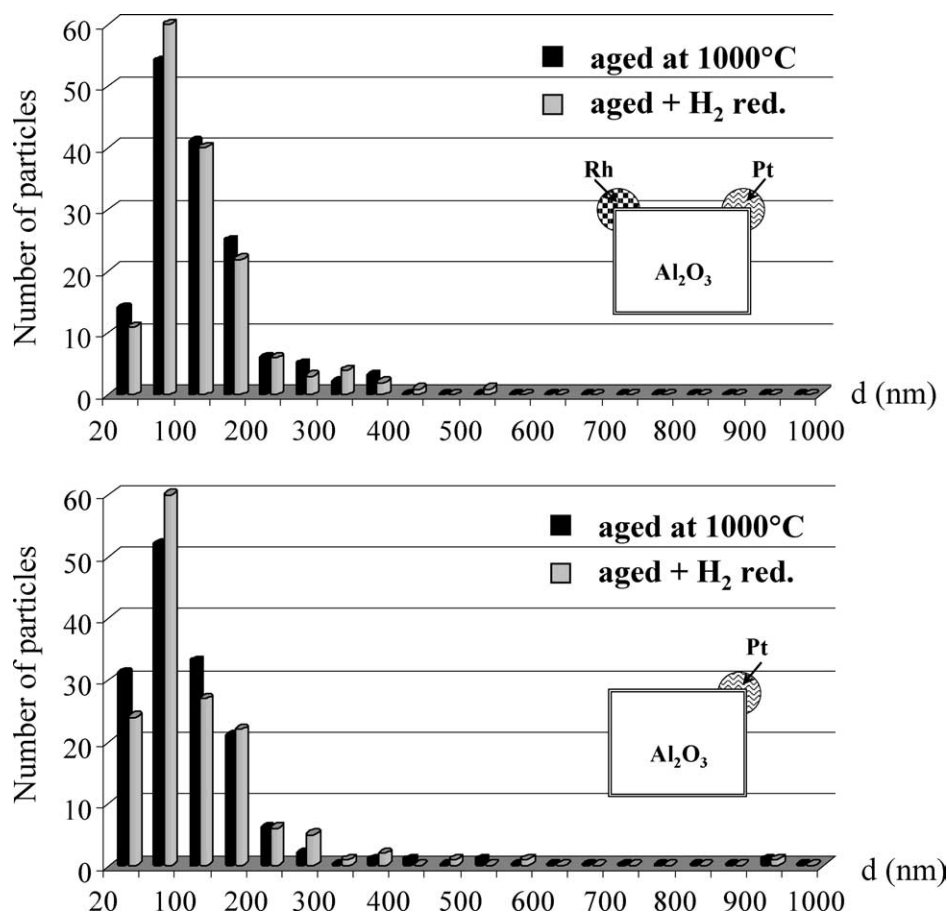 Number of particles
60
50
40
30
20
10
0
aged at 1000°C
aged + H₂ red.
Rh
Pt
Al₂O₃
20 100 200 300 400 500 600 700 800 900 1000
d (nm)
Number of particles
60
50
40
30
20
10
0
aged at 1000°C
aged + H₂ red.
Pt
Al₂O₃
20 100 200 300 400 500 600 700 800 900 1000
d (nm)